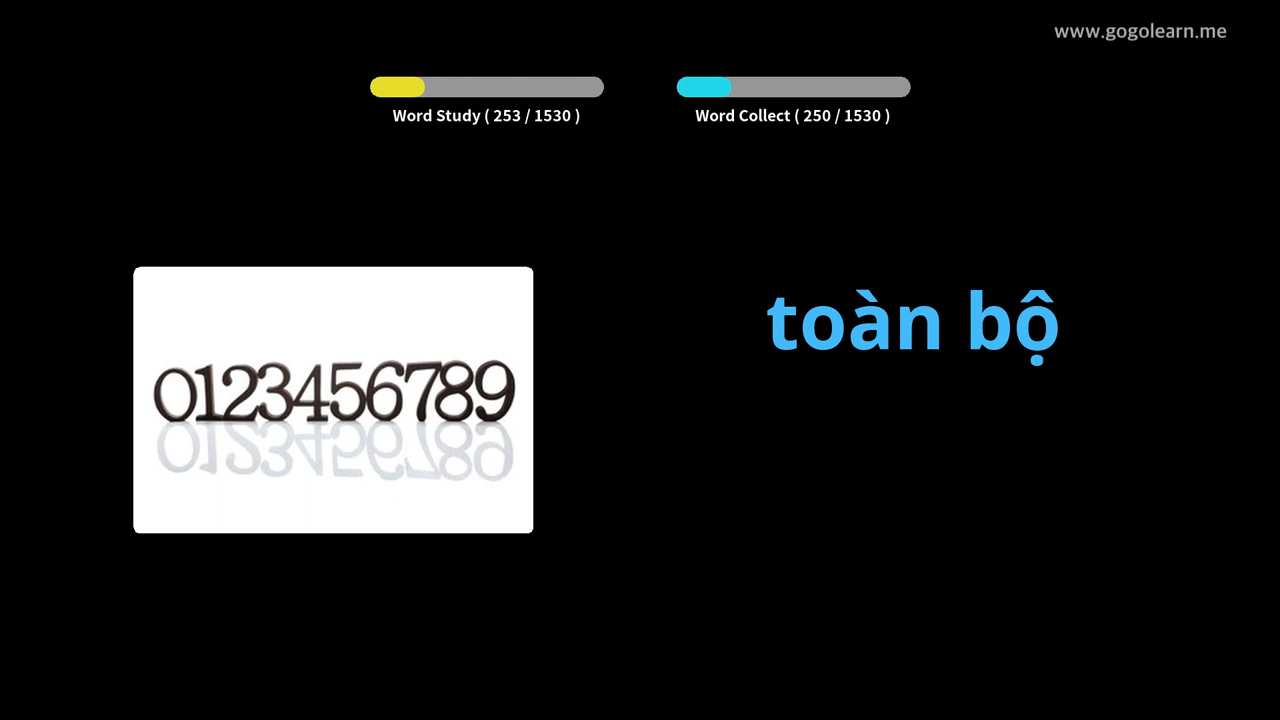 www.gogolearn.me
Word Study ( 253 / 1530 )
Word Collect ( 250 / 1530 )
toàn bộ
0123456789